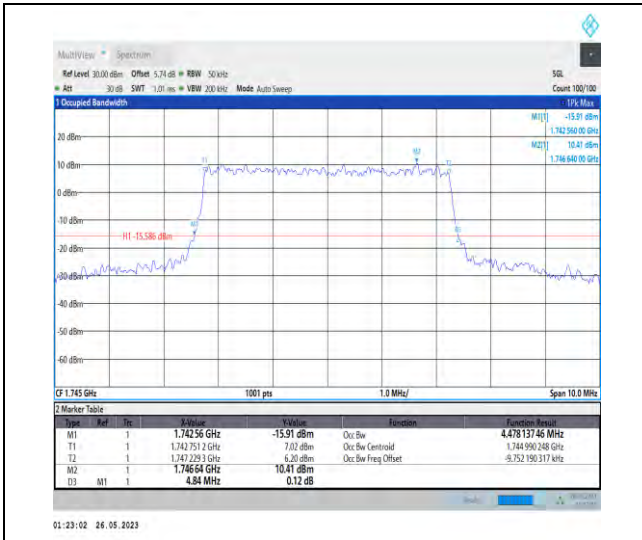 MultiView Spectrum
Ref Level 30.00 dBm Offset 5.74 dB RBW 50 kHz SGL
Att 30 dB SWT 1.01 ms VBW 200 kHz Mode Auto Sweep Count 100/100
1 Occupied Bandwidth 1Pk Max
M1[1] -15.91 dBm
1.742 560 00 GHz
M2[1] 10.41 dBm
1.746 640 00 GHz
20 dBm
M2
T1 T2
10 dBm
0 dBm
-10 dBm
H1 -15.586 dBm
-20 dBm
-30 dBm
-40 dBm
-50 dBm
-60 dBm
CF 1.745 GHz 1001 pts 1.0 MHz/ Span 10.0 MHz
2 Marker Table
Type Ref Trc X-Value Y-Value Function Function Result
M1 1 1.742 56 GHz -15.91 dBm Occ Bw 4.478 137 46 MHz
T1 1 1.742 751 2 GHz 7.02 dBm Occ Bw Centroid 1.744 990 248 GHz
T2 1 1.747 229 3 GHz 6.20 dBm Occ Bw Freq Offset -9.752 190 317 kHz
M2 1 1.746 64 GHz 10.41 dBm
D3 M1 1 4.84 MHz 0.12 dB
01:23:02 26.05.2023